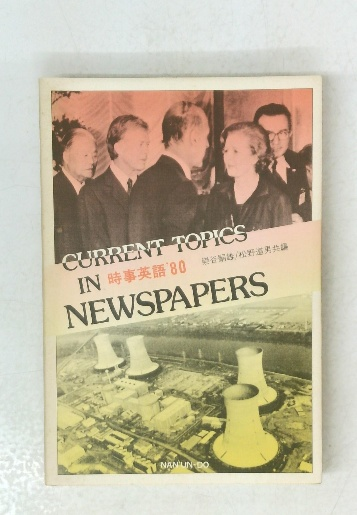 CURRENT TOPICS
IN 時事英語'80
NEWSPAPERS
NAN'UN-DO